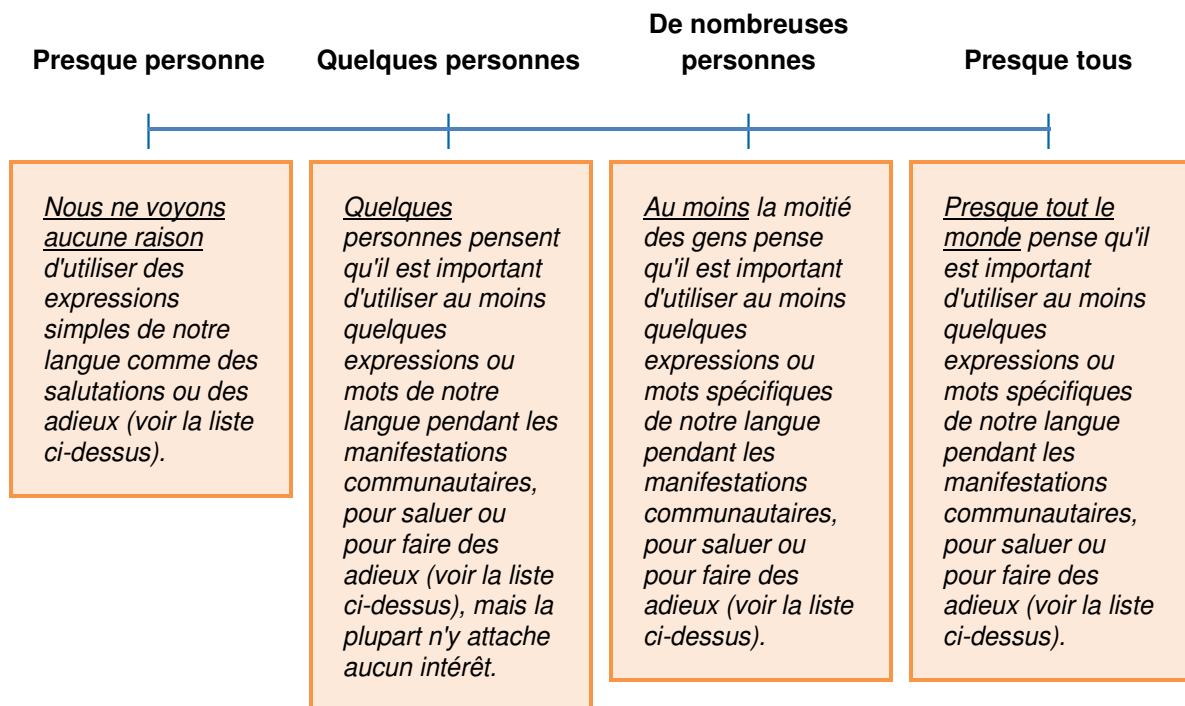 Presque personne
Quelques personnes
De nombreuses
personnes
Presque tous
Nous ne voyons
aucune raison
d'utiliser des
expressions
simples de notre
langue comme des
salutations ou des
adieux (voir la liste
ci-dessus).
Quelques
personnes pensent
qu'il est important
d'utiliser au moins
quelques
expressions ou
mots de notre
langue pendant les
manifestations
communautaires,
pour saluer ou
pour faire des
adieux (voir la liste
ci-dessus), mais la
plupart n'y attache
aucun intérêt.
Au moins la moitié
des gens pense
qu'il est important
d'utiliser au moins
quelques
expressions ou
mots spécifiques
de notre langue
pendant les
manifestations
communautaires,
pour saluer ou
pour faire des
adieux (voir la liste
ci-dessus).
Presque tout le
monde pense qu'il
est important
d'utiliser au moins
quelques
expressions ou
mots spécifiques
de notre langue
pendant les
manifestations
communautaires,
pour saluer ou
pour faire des
adieux (voir la liste
ci-dessus).